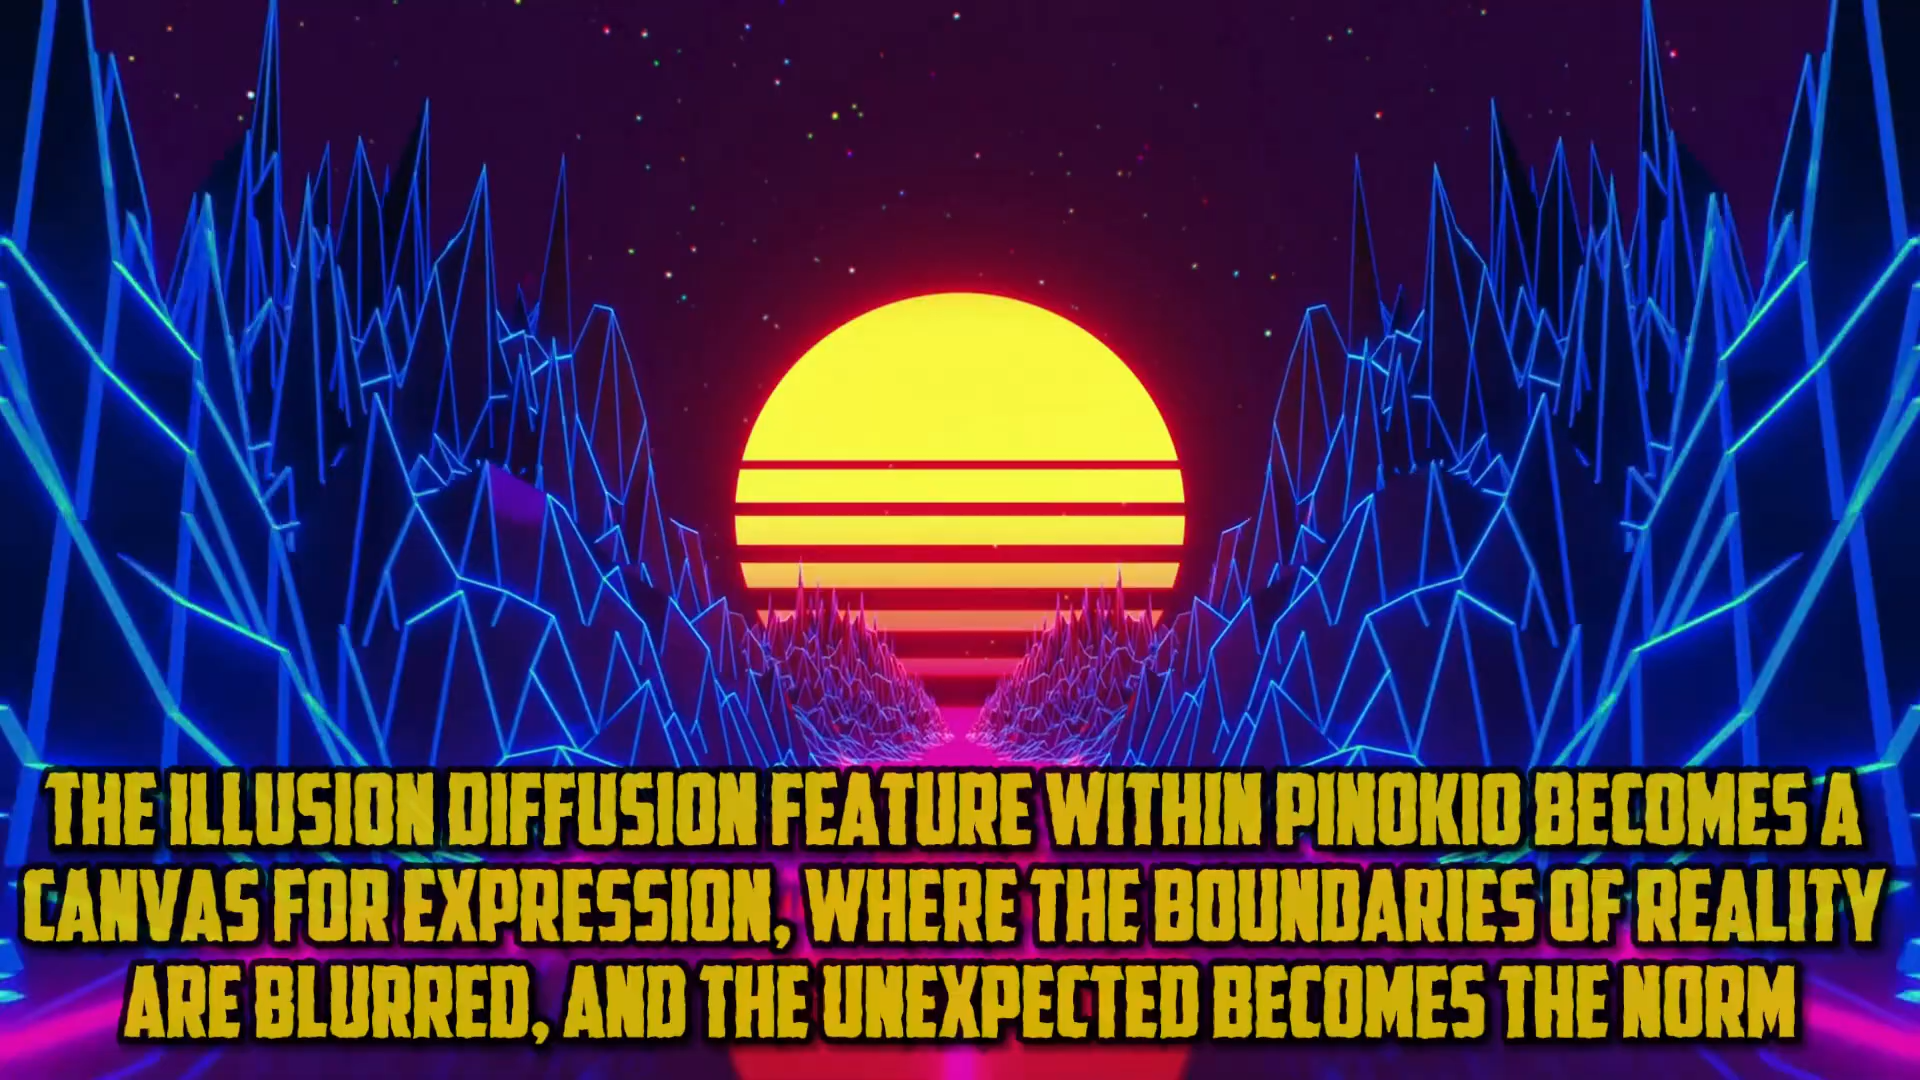 THE ILLUSION DIFFUSION FEATURE WITHIN PINOKIO BECOMES A
CANVAS FOR EXPRESSION, WHERE THE BOUNDARIES OF REALITY
ARE BLURRED, AND THE UNEXPECTED BECOMES THE NORM